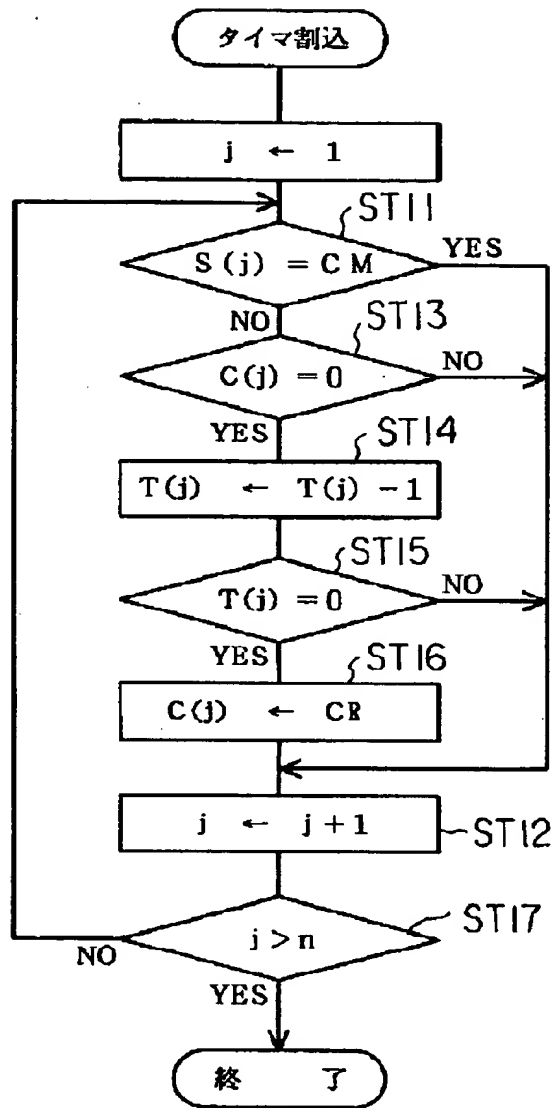 タイマ割込
j ← 1
ST11
S(j) = CM
YES
NO
ST13
C(j) = 0
NO
YES
ST14
T(j) ← T(j) - 1
ST15
T(j) = 0
NO
YES
ST16
C(j) ← CR
j ← j + 1
ST12
ST17
j > n
NO
YES
終 了